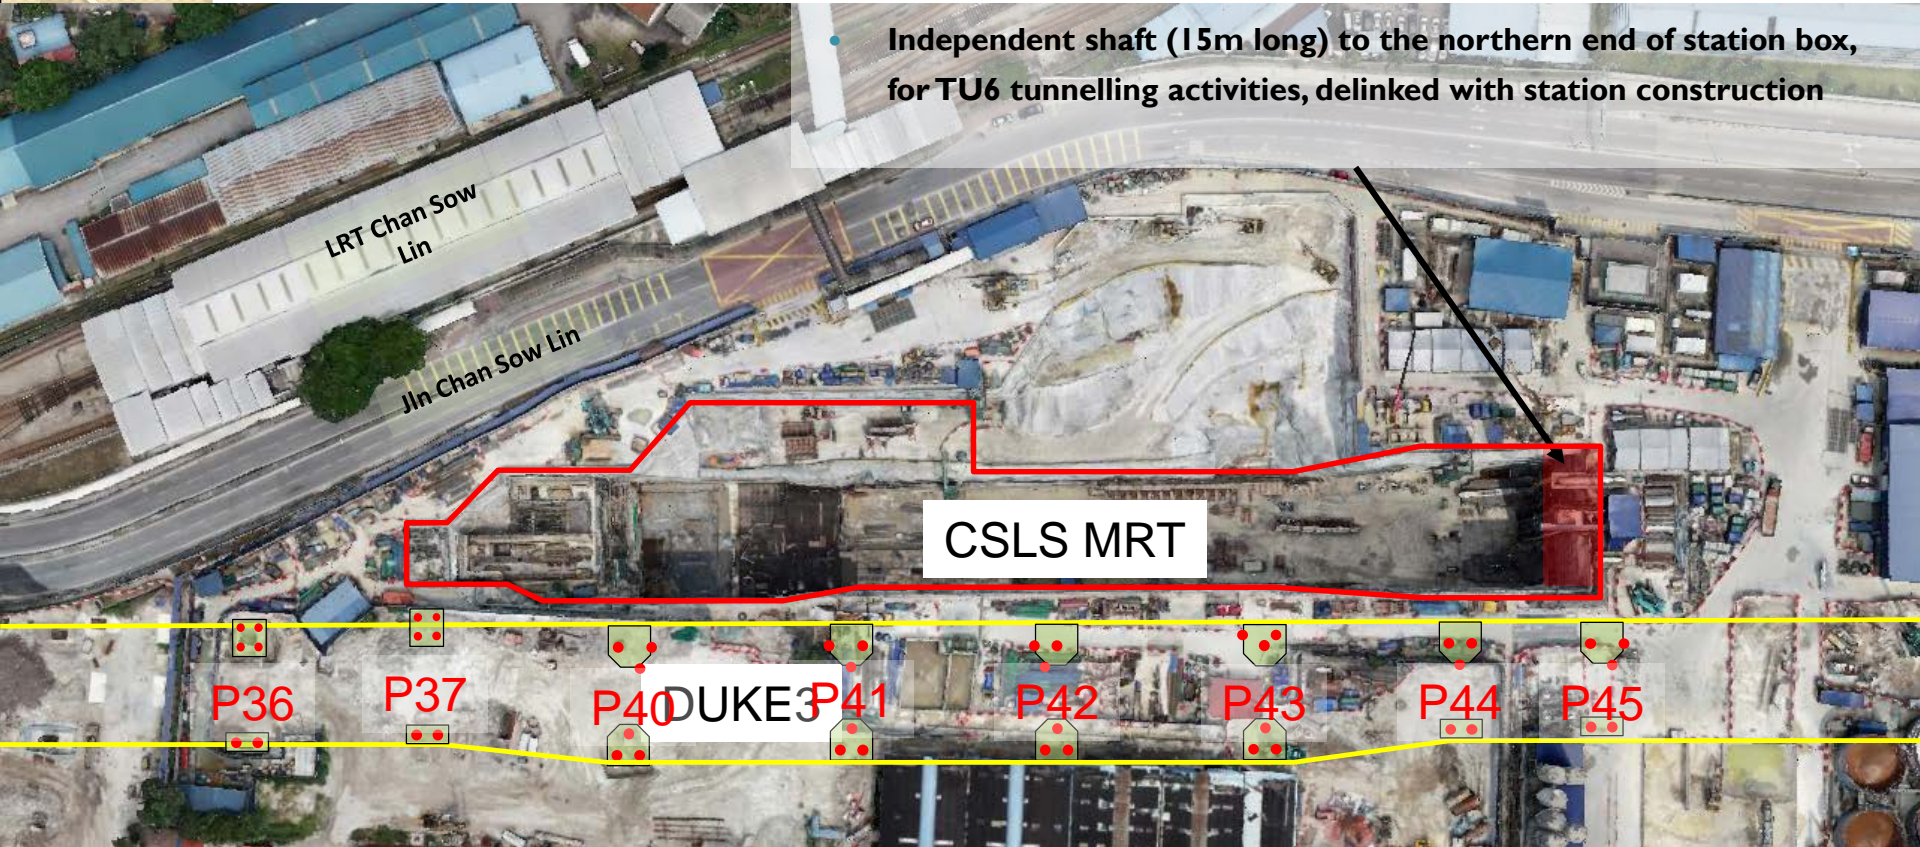 Independent shaft (15m long) to the northern end of station box,
for TU6 tunnelling activities, delinked with station construction
LRT Chan Sow
Lin
Jln Chan Sow Lin
CSLS MRT
P36
P37
P40
DUKE3
P41
P42
P43
P44
P45